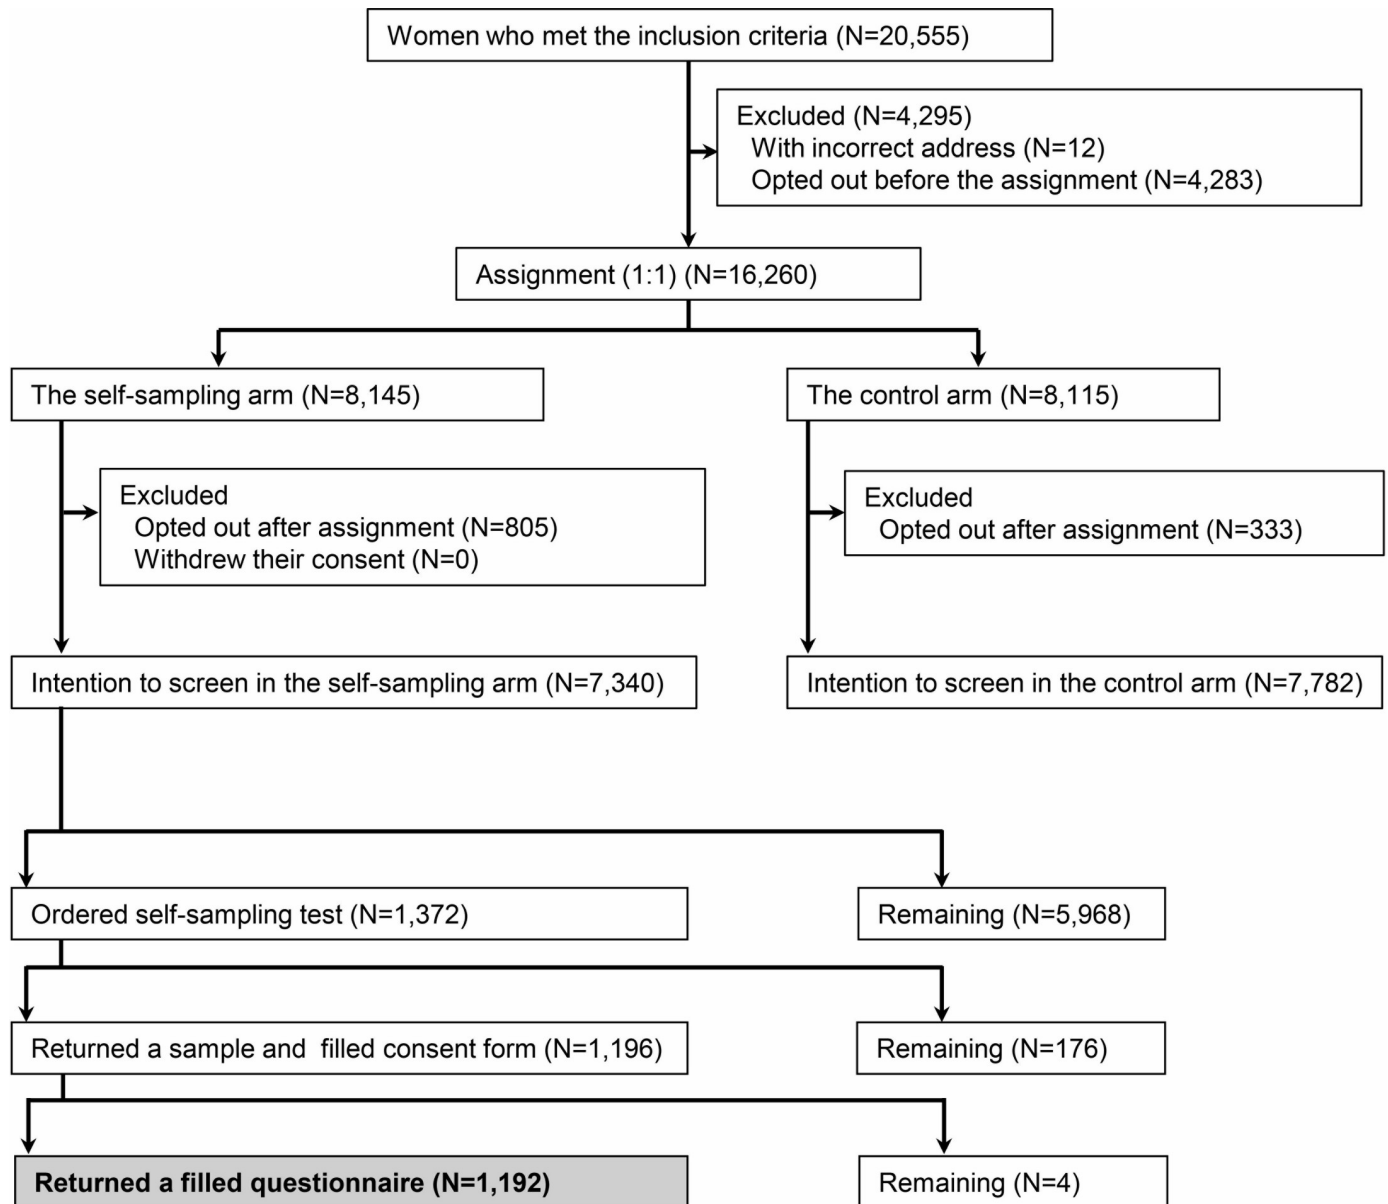 Women who met the inclusion criteria (N=20,555)
Excluded (N=4,295)
With incorrect address (N=12)
Opted out before the assignment (N=4,283)
Assignment (1:1) (N=16,260)
The self-sampling arm (N=8,145)
The control arm (N=8,115)
Excluded
Opted out after assignment (N=805)
Withdrew their consent (N=0)
Excluded
Opted out after assignment (N=333)
Intention to screen in the self-sampling arm (N=7,340)
Intention to screen in the control arm (N=7,782)
Ordered self-sampling test (N=1,372)
Remaining (N=5,968)
Returned a sample and  filled consent form (N=1,196)
Remaining (N=176)
Returned a filled questionnaire (N=1,192)
Remaining (N=4)